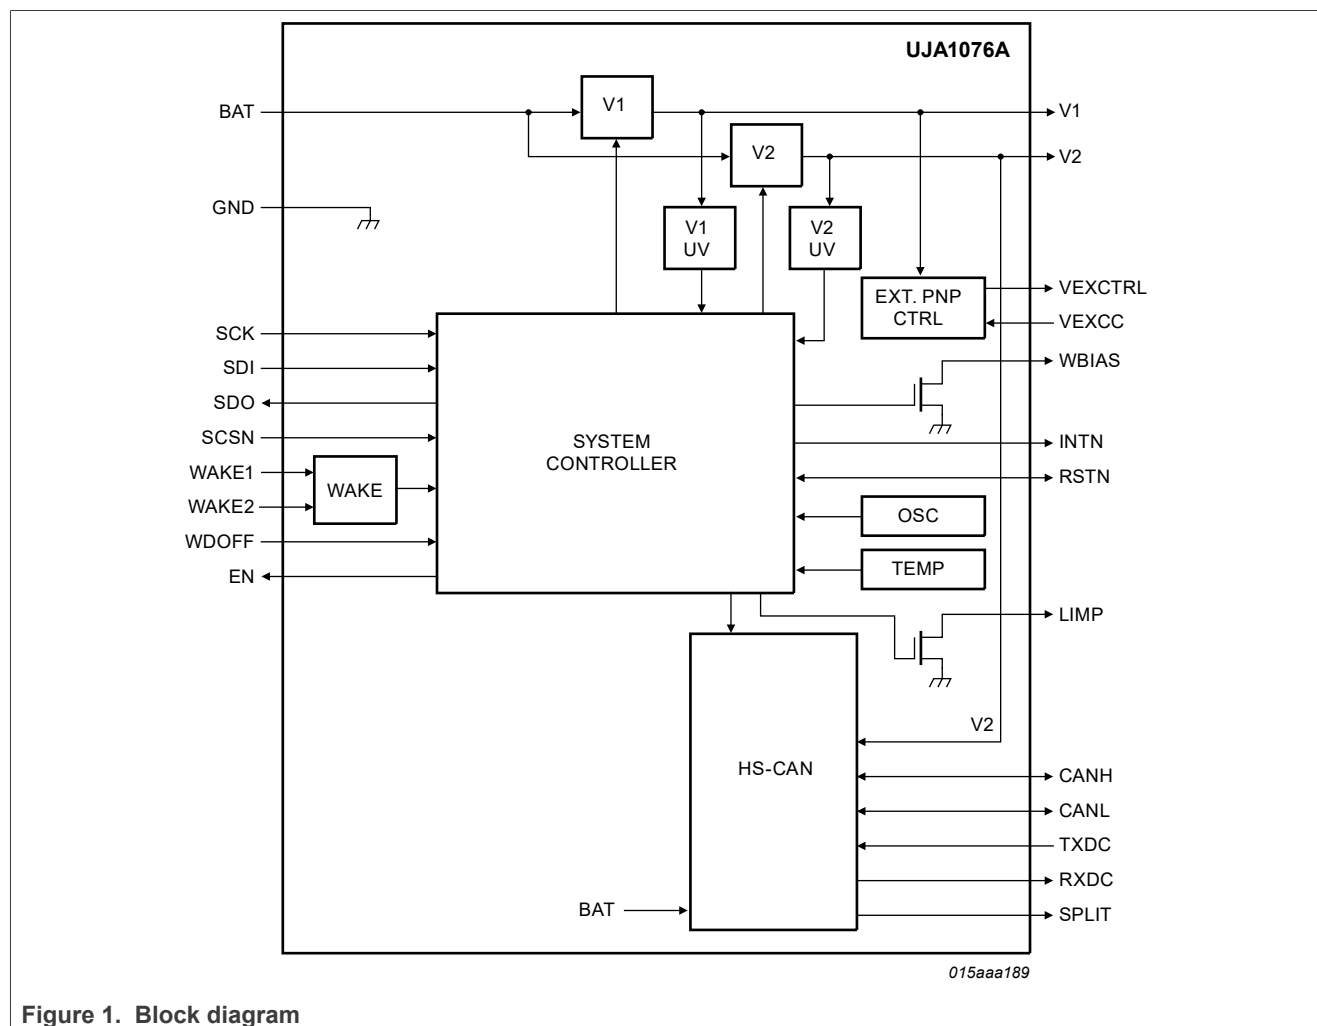 UJA1076A
BAT
V1
V1
V2
V2
GND
V1
UV
V2
UV
EXT. PNP
CTRL
VEXCTRL
VEXCC
SCK
WBIAS
SDI
SDO
SCSN
SYSTEM
CONTROLLER
INTN
WAKE1
WAKE
RSTN
WAKE2
OSC
WDOFF
TEMP
EN
LIMP
V2
HS-CAN
CANH
CANL
TXDC
RXDC
BAT
SPLIT
015aaa189
Figure 1. Block diagram